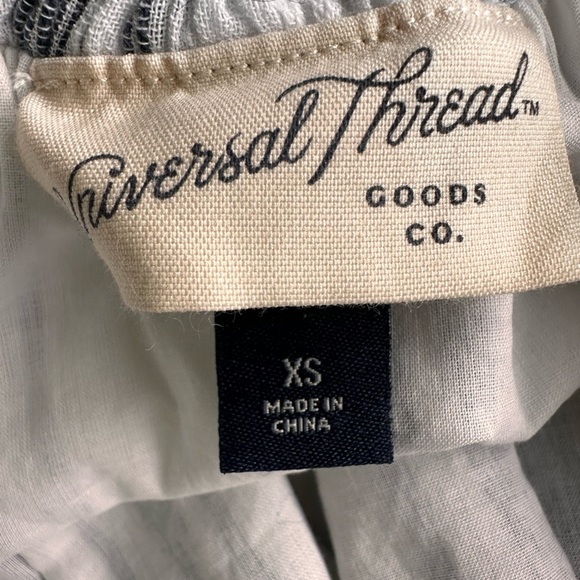 Universal Thread™
GOODS
CO.
XS
MADE IN
CHINA